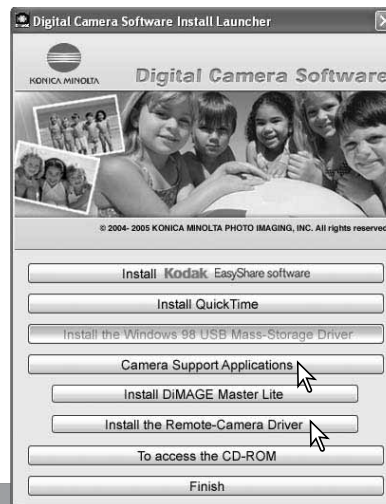 Digital Camera Software Install Launcher
KONICA MINOLTA
Digital Camera Software
© 2004- 2005 KONICA MINOLTA PHOTO IMAGING, INC. All rights reserved
Install Kodak EasyShare software
Install QuickTime
Install the Windows 98 USB Mass-Storage Driver
Camera Support Applications
Install DiMAGE Master Lite
Install the Remote-Camera Driver
To access the CD-ROM
Finish